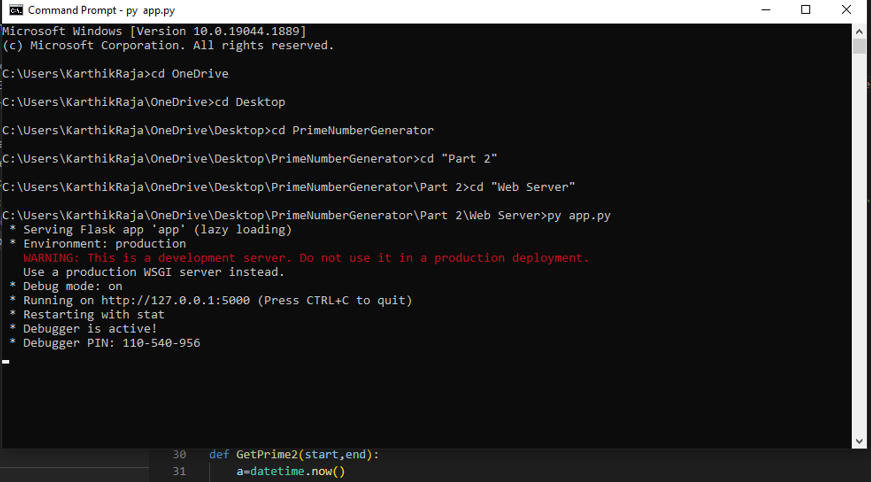 Command Prompt - py app.py
Microsoft Windows [Version 10.0.19044.1889]
(c) Microsoft Corporation. All rights reserved.
C:\Users\KarthikRaja>cd OneDrive
C:\Users\KarthikRaja\OneDrive>cd Desktop
C:\Users\KarthikRaja\OneDrive\Desktop>cd PrimeNumberGenerator
C:\Users\KarthikRaja\OneDrive\Desktop\PrimeNumberGenerator>cd "Part 2"
C:\Users\KarthikRaja\OneDrive\Desktop\PrimeNumberGenerator\Part 2>cd "Web Server"
C:\Users\KarthikRaja\OneDrive\Desktop\PrimeNumberGenerator\Part 2\Web Server>py app.py
* Serving Flask app 'app' (lazy loading)
* Environment: production
WARNING: This is a development server. Do not use it in a production deployment.
Use a production WSGI server instead.
* Debug mode: on
* Running on http://127.0.0.1:5000 (Press CTRL+C to quit)
* Restarting with stat
* Debugger is active!
* Debugger PIN: 110-540-956
30 def GetPrime2(start,end):
31 a=datetime.now()